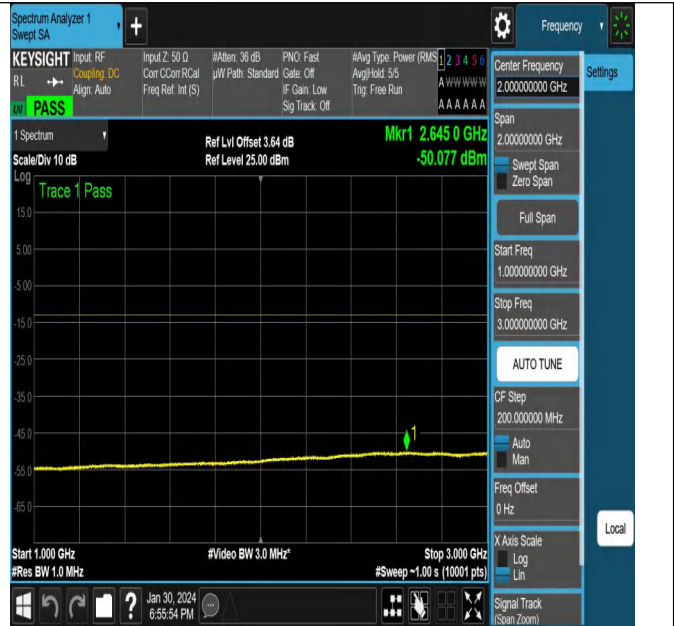 Spectrum Analyzer 1
Swept SA
+
Frequency
KEYSIGHT
RL
Input: RF
Coupling: DC
Align: Auto
Input Z: 50 Ω
Corr CCorr RCal
Freq Ref: Int (S)
#Atten: 36 dB
µW Path: Standard
PNO: Fast
Gate: Off
IF Gain: Low
Sig Track: Off
#Avg Type: Power (RMS
Avg|Hold: 5/5
Trig: Free Run
1 2 3 4 5 6
A W W W W W
A A A A A A
LXI
PASS
1 Spectrum
Scale/Div 10 dB
Ref Lvl Offset 3.64 dB
Ref Level 25.00 dBm
Mkr1 2.645 0 GHz
-50.077 dBm
Log
Trace 1 Pass
15.0
5.00
-5.00
-15.0
-25.0
-35.0
-45.0
-55.0
-65.0
1
Start 1.000 GHz
#Res BW 1.0 MHz
#Video BW 3.0 MHz*
Stop 3.000 GHz
#Sweep ~1.00 s (10001 pts)
Center Frequency
2.000000000 GHz
Settings
Span
2.00000000 GHz
Swept Span
Zero Span
Full Span
Start Freq
1.000000000 GHz
Stop Freq
3.000000000 GHz
AUTO TUNE
CF Step
200.000000 MHz
Auto
Man
Freq Offset
0 Hz
X Axis Scale
Log
Lin
Local
Signal Track
(Span Zoom)
?
Jan 30, 2024
6:55:54 PM